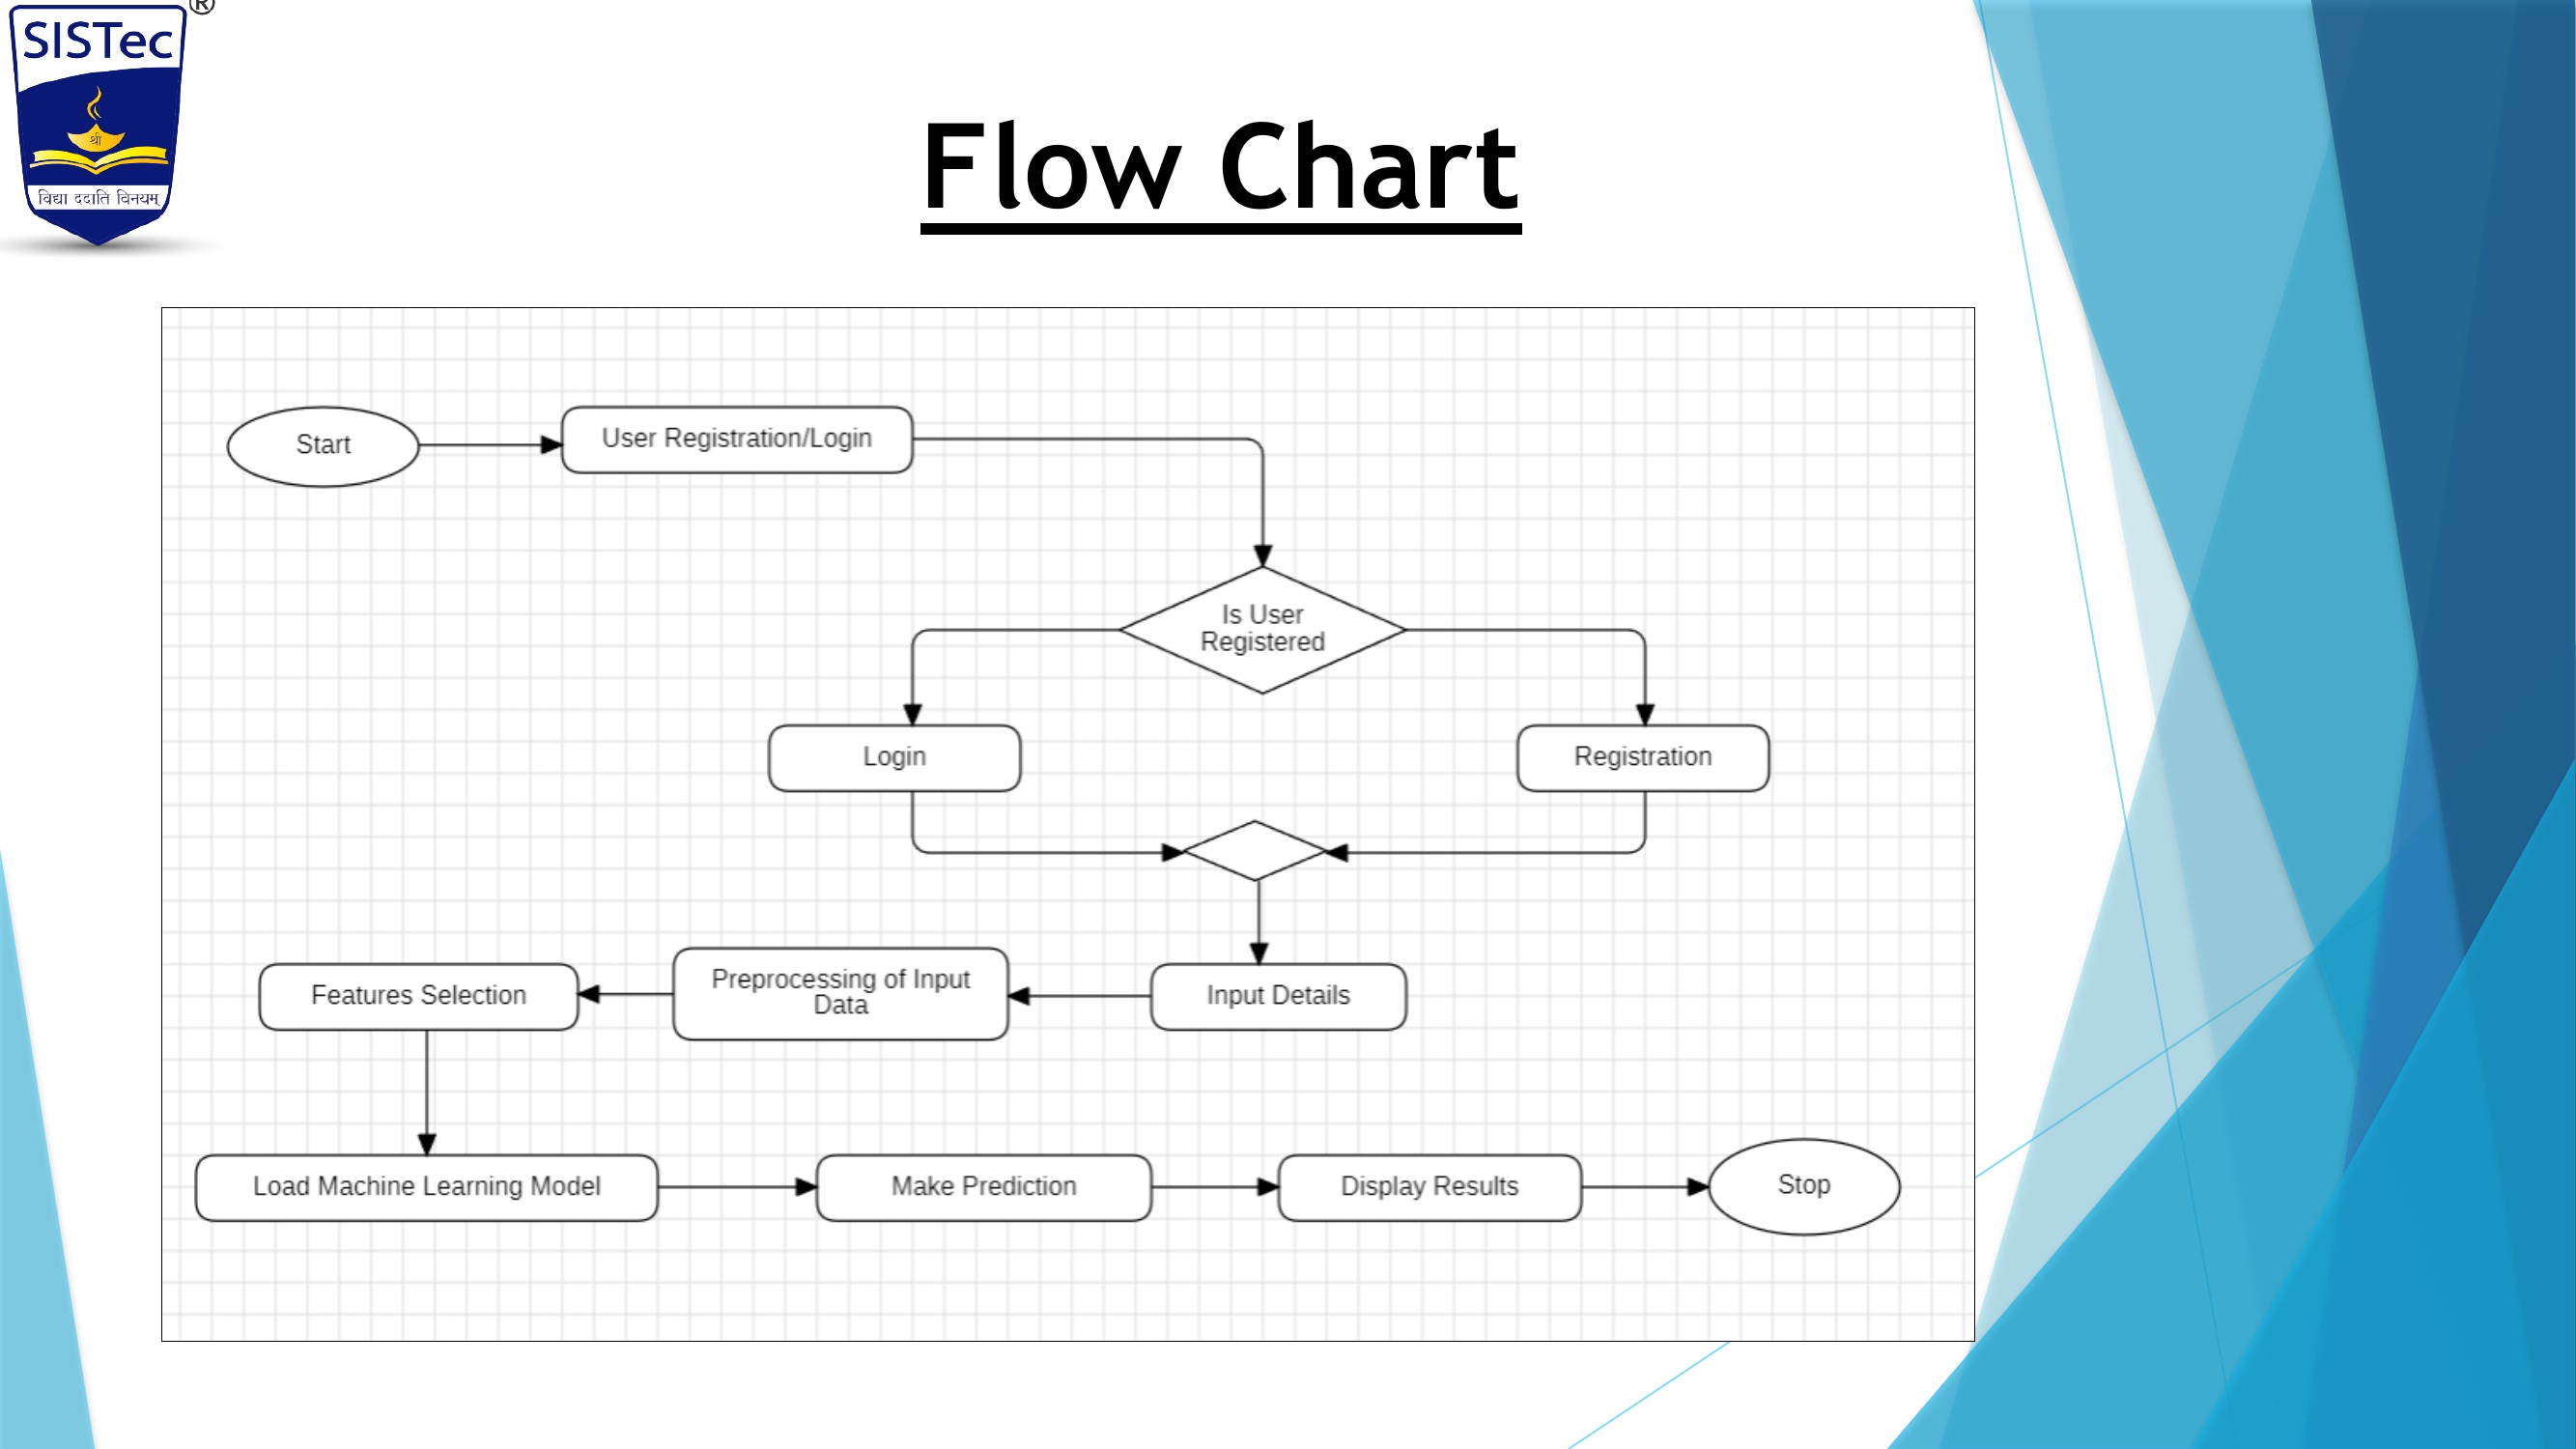 ®
SISTec
श्री
विद्या ददाति विनयम्
Flow Chart
Start
User Registration/Login
Is User
Registered
Login
Registration
Features Selection
Preprocessing of Input
Data
Input Details
Load Machine Learning Model
Make Prediction
Display Results
Stop